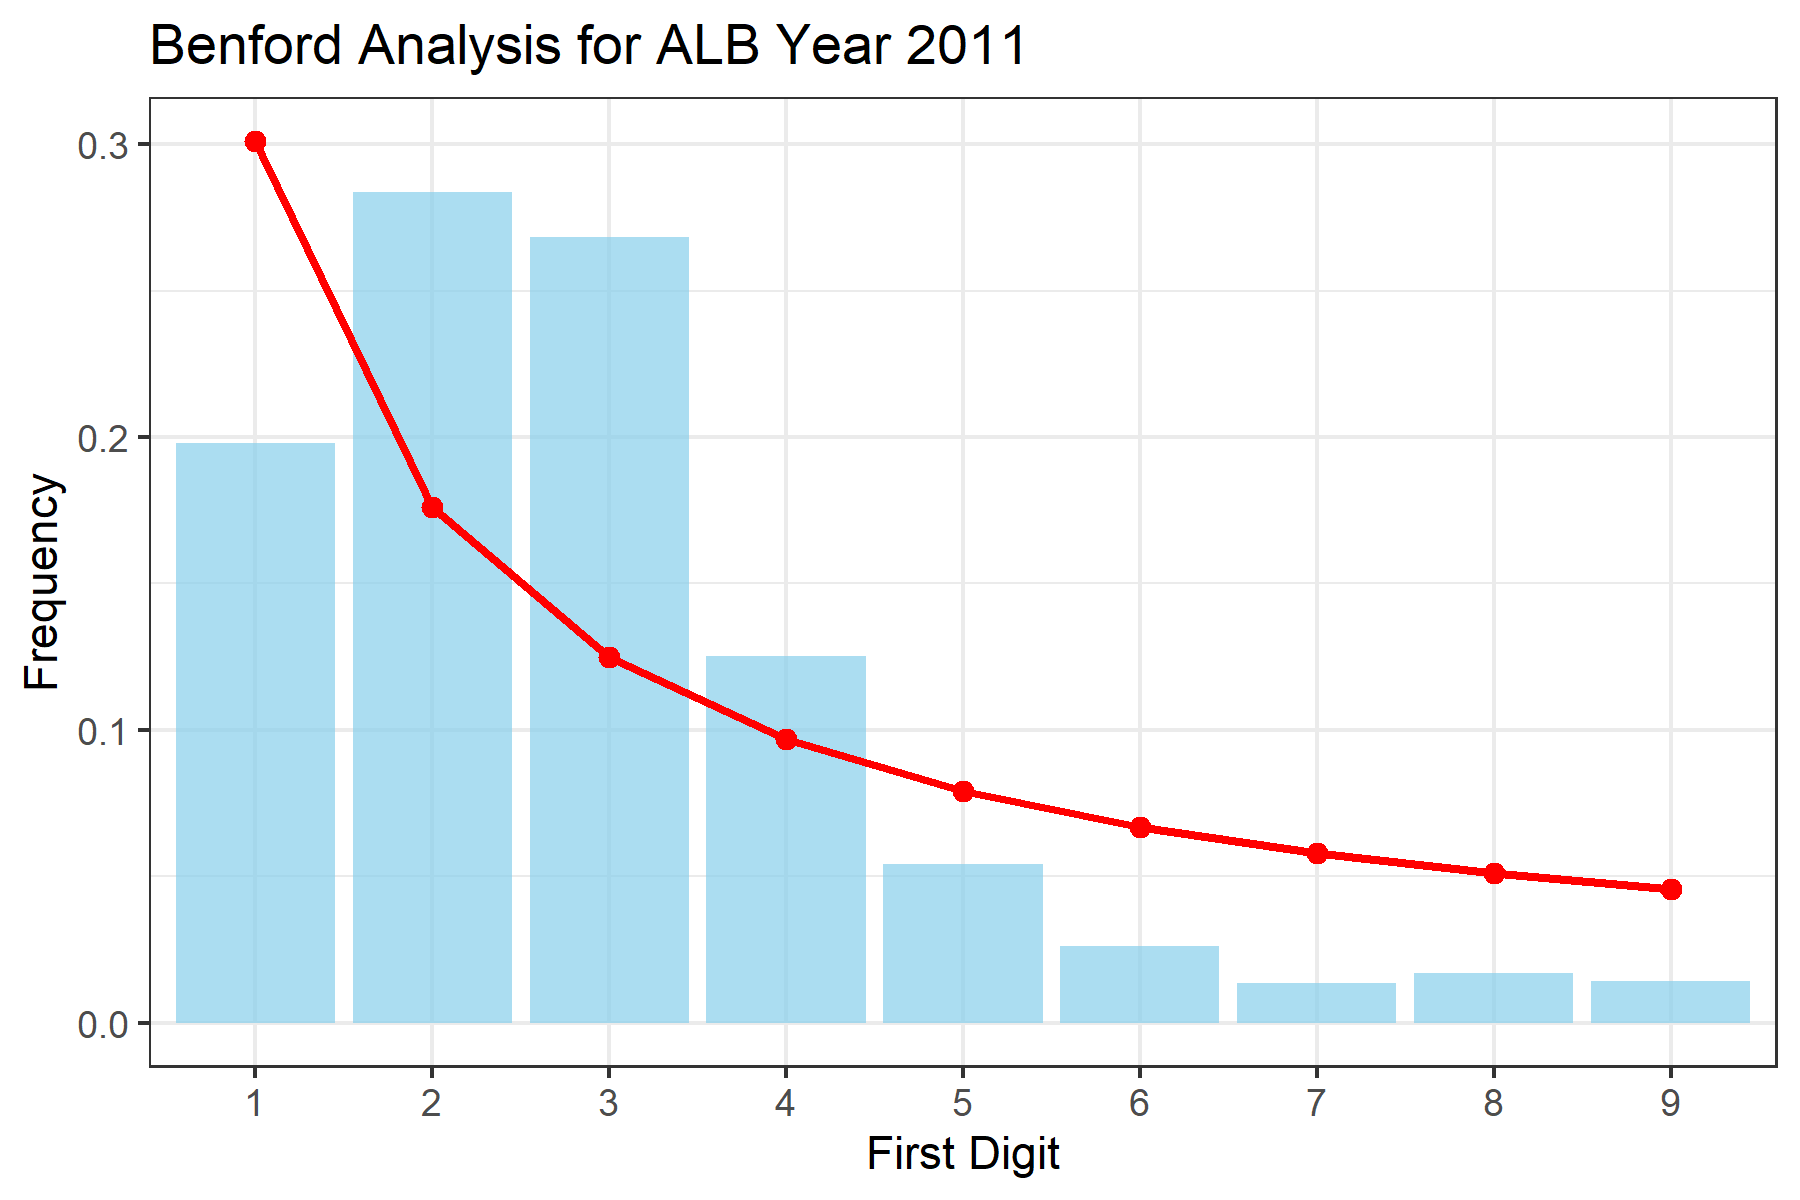 Benford Analysis for ALB Year 2011
0.3
0.2
0.1
0.0
Frequency
1 2 3 4 5 6 7 8 9
First Digit